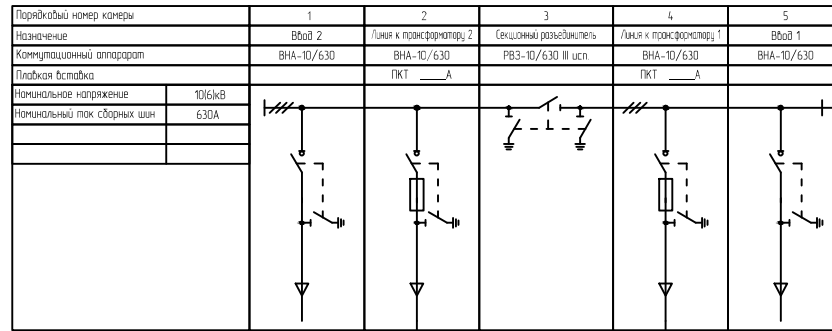 Порядковый номер камеры 1 2 3 4 5
Назначение Ввод 2 Линия к трансформатору 2 Секционный разъединитель Линия к трансформатору 1 Ввод 1
Коммутационный аппарарат ВНА-10/630 ВНА-10/630 РВЗ-10/630 III исп. ВНА-10/630 ВНА-10/630
Плавкая вставка ПКТ ____А ПКТ ____А
Номинальное напряжение 10(6)кВ
Номинальный ток сборных шин 630А